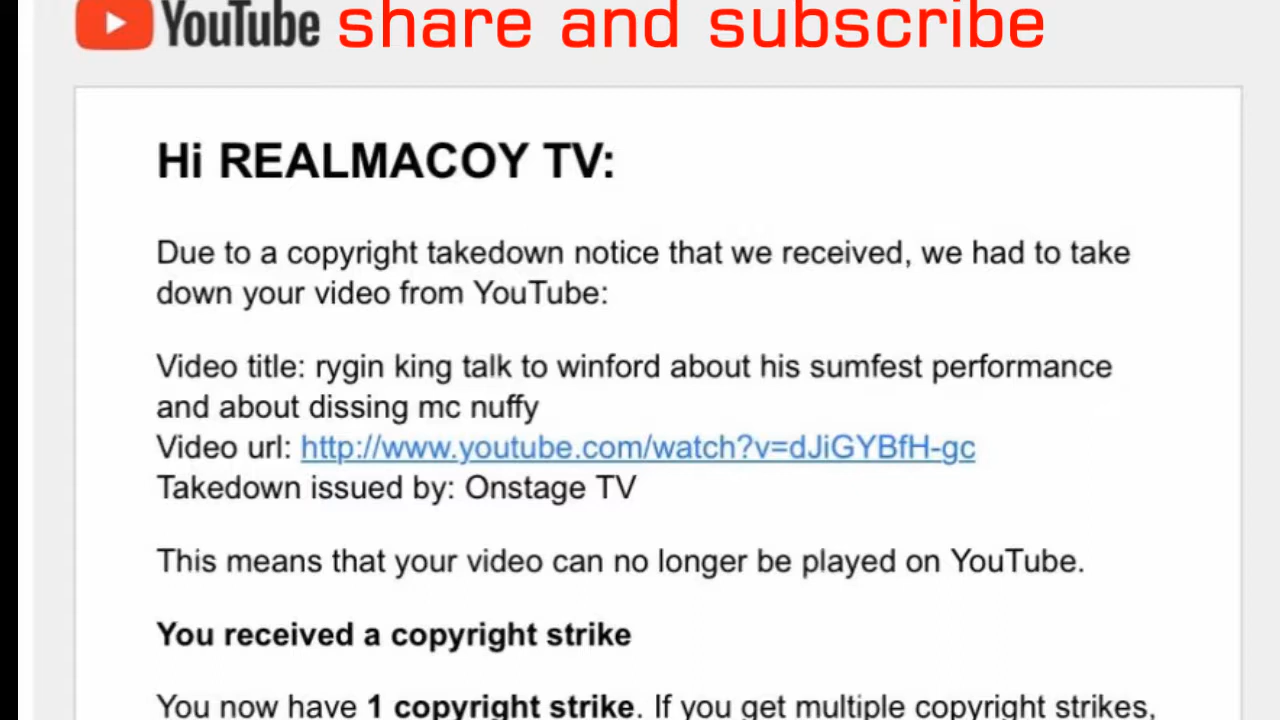 YouTube share and subscribe
Hi REALMACOY TV:
Due to a copyright takedown notice that we received, we had to take
down your video from YouTube:
Video title: rygin king talk to winford about his sumfest performance
and about dissing mc nuffy
Video url: http://www.youtube.com/watch?v=dJiGYBfH-gc
Takedown issued by: Onstage TV
This means that your video can no longer be played on YouTube.
You received a copyright strike
You now have 1 copyright strike. If you get multiple copyright strikes,